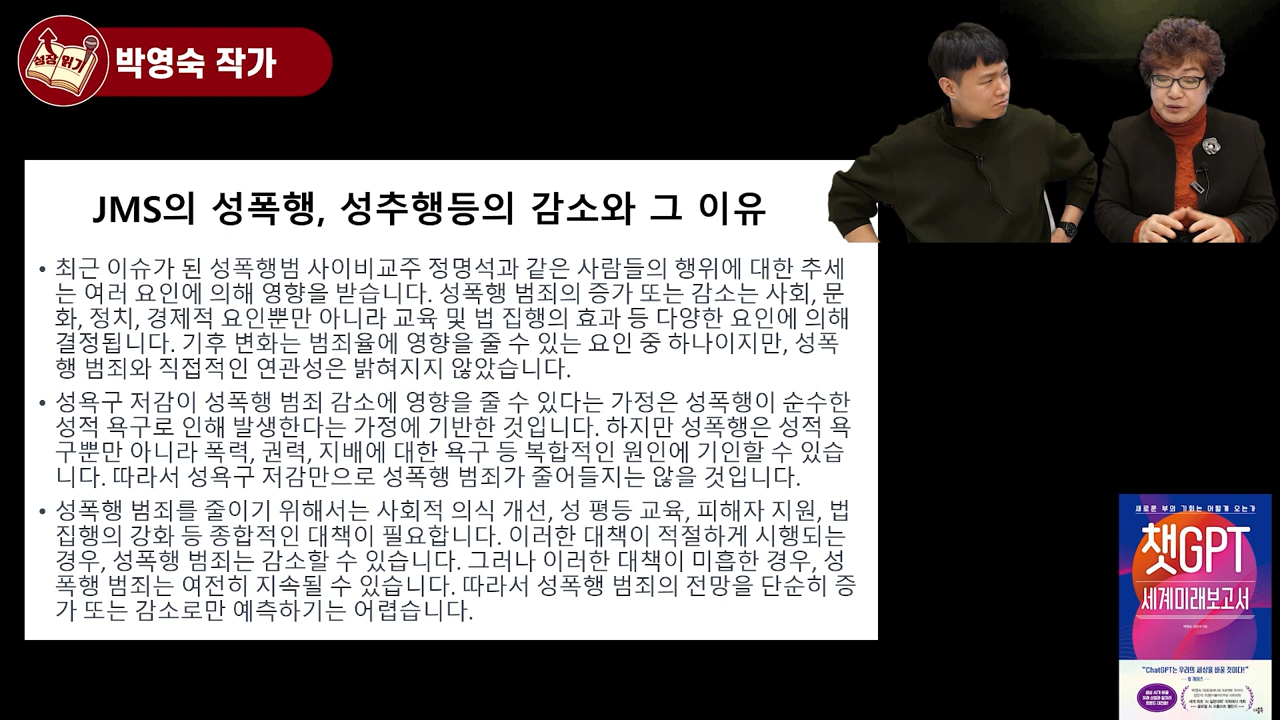 성장 읽기
박영숙 작가
JMS의 성폭행, 성추행등의 감소와 그 이유
• 최근 이슈가 된 성폭행범 사이비교주 정명석과 같은 사람들의 행위에 대한 추세
는 여러 요인에 의해 영향을 받습니다. 성폭행 범죄의 증가 또는 감소는 사회, 문
화, 정치, 경제적 요인뿐만 아니라 교육 및 법 집행의 효과 등 다양한 요인에 의해
결정됩니다. 기후 변화는 범죄율에 영향을 줄 수 있는 요인 중 하나이지만, 성폭
행 범죄와 직접적인 연관성은 밝혀지지 않았습니다.
• 성욕구 저감이 성폭행 범죄 감소에 영향을 줄 수 있다는 가정은 성폭행이 순수한
성적 욕구로 인해 발생한다는 가정에 기반한 것입니다. 하지만 성폭행은 성적 욕
구뿐만 아니라 폭력, 권력, 지배에 대한 욕구 등 복합적인 원인에 기인할 수 있습
니다. 따라서 성욕구 저감만으로 성폭행 범죄가 줄어들지는 않을 것입니다.
• 성폭행 범죄를 줄이기 위해서는 사회적 의식 개선, 성 평등 교육, 피해자 지원, 법
집행의 강화 등 종합적인 대책이 필요합니다. 이러한 대책이 적절하게 시행되는
경우, 성폭행 범죄는 감소할 수 있습니다. 그러나 이러한 대책이 미흡한 경우, 성
폭행 범죄는 여전히 지속될 수 있습니다. 따라서 성폭행 범죄의 전망을 단순히 증
가 또는 감소로만 예측하기는 어렵습니다.
새로운 부의 기회는 어떻게 오는가
챗GPT
세계미래보고서
"ChatGPT는 우리의 세상을 바꿀 것이다!"